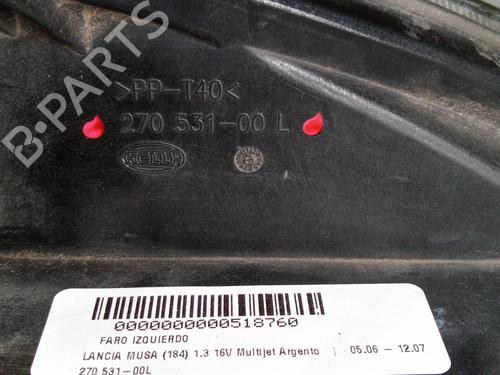 B-PARTS
>PP-T40<
270 531-00 L
HELLA
0000000000518760
FARO IZQUIERDO
LANCIA MUSA (184) 1.3 16V Multijet Argento | 05.06 - 12.07
270 531-00L